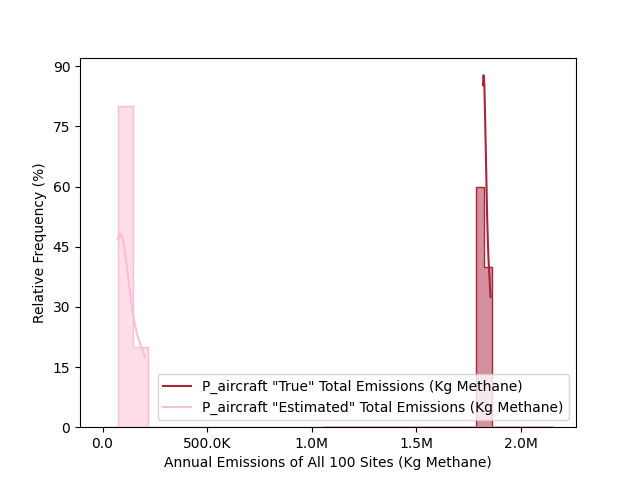 90
75
60
45
30
15
0
Relative Frequency (%)
P_aircraft "True" Total Emissions (Kg Methane)
P_aircraft "Estimated" Total Emissions (Kg Methane)
0.0 500.0K 1.0M 1.5M 2.0M
Annual Emissions of All 100 Sites (Kg Methane)